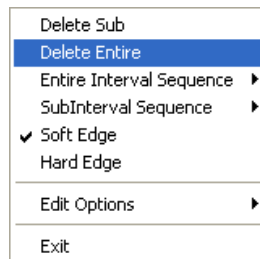 Delete Sub
Delete Entire
Entire Interval Sequence
SubInterval Sequence
Soft Edge
Hard Edge
Edit Options
Exit